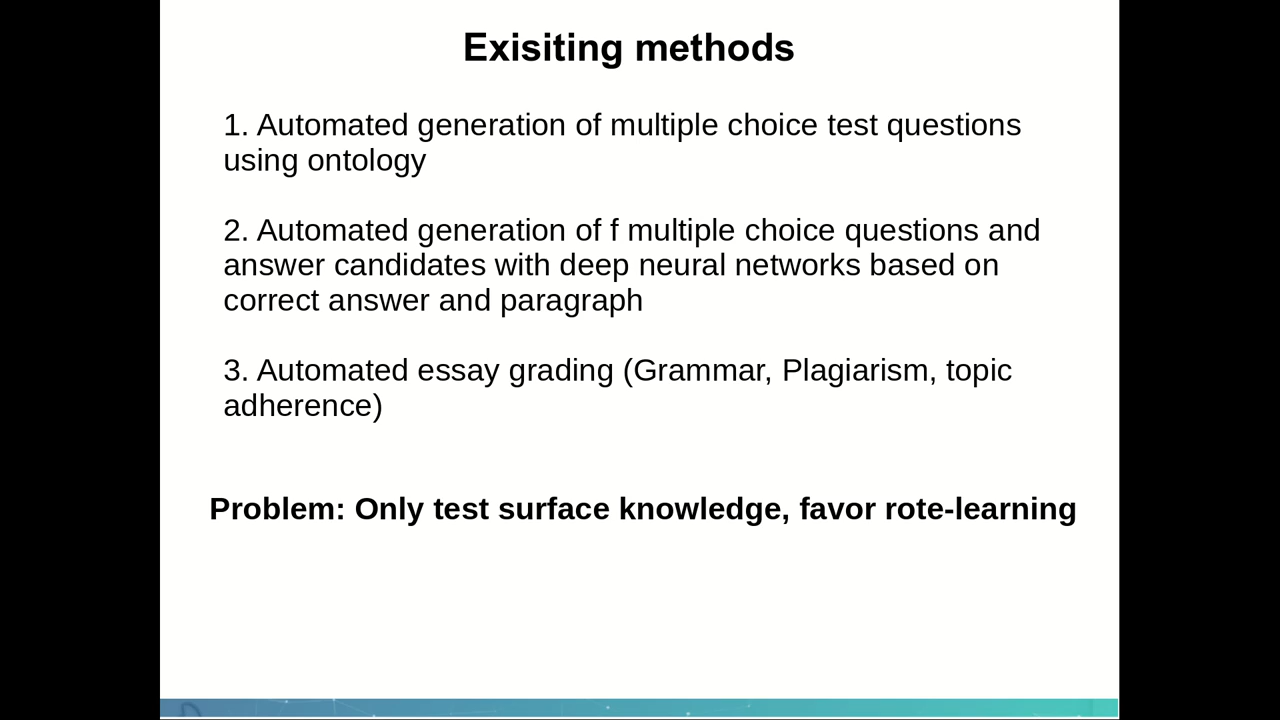 Exisiting methods
1. Automated generation of multiple choice test questions
using ontology
2. Automated generation of f multiple choice questions and
answer candidates with deep neural networks based on
correct answer and paragraph
3. Automated essay grading (Grammar, Plagiarism, topic
adherence)
Problem: Only test surface knowledge, favor rote-learning